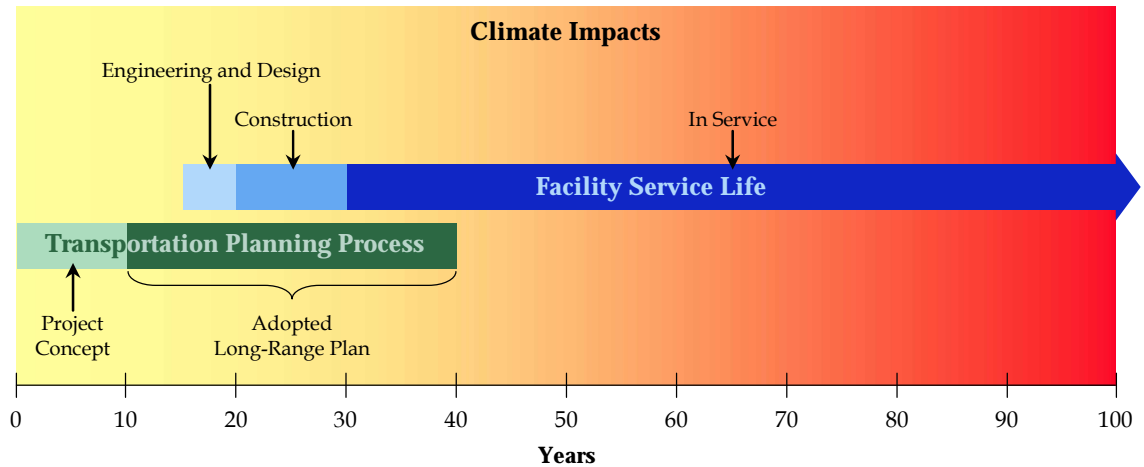 Climate Impacts
Engineering and Design
Construction
In Service
Facility Service Life
Transportation Planning Process
Project
Concept
Adopted
Long-Range Plan
0 10 20 30 40 50 60 70 80 90 100
Years